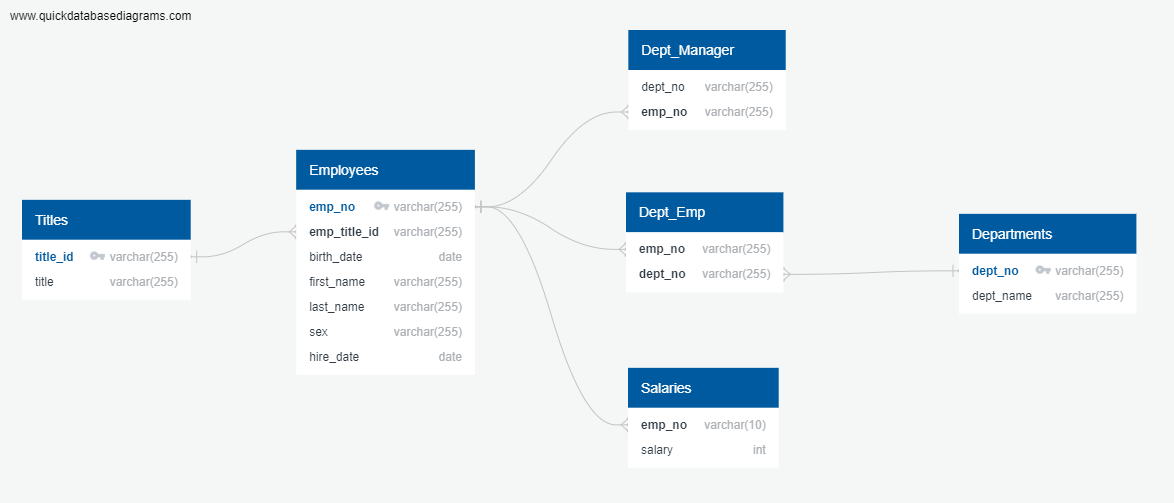 www.quickdatabasediagrams.com
Titles
title_id varchar(255)
title varchar(255)
Employees
emp_no varchar(255)
emp_title_id varchar(255)
birth_date date
first_name varchar(255)
last_name varchar(255)
sex varchar(255)
hire_date date
Dept_Manager
dept_no varchar(255)
emp_no varchar(255)
Dept_Emp
emp_no varchar(255)
dept_no varchar(255)
Salaries
emp_no varchar(10)
salary int
Departments
dept_no varchar(255)
dept_name varchar(255)